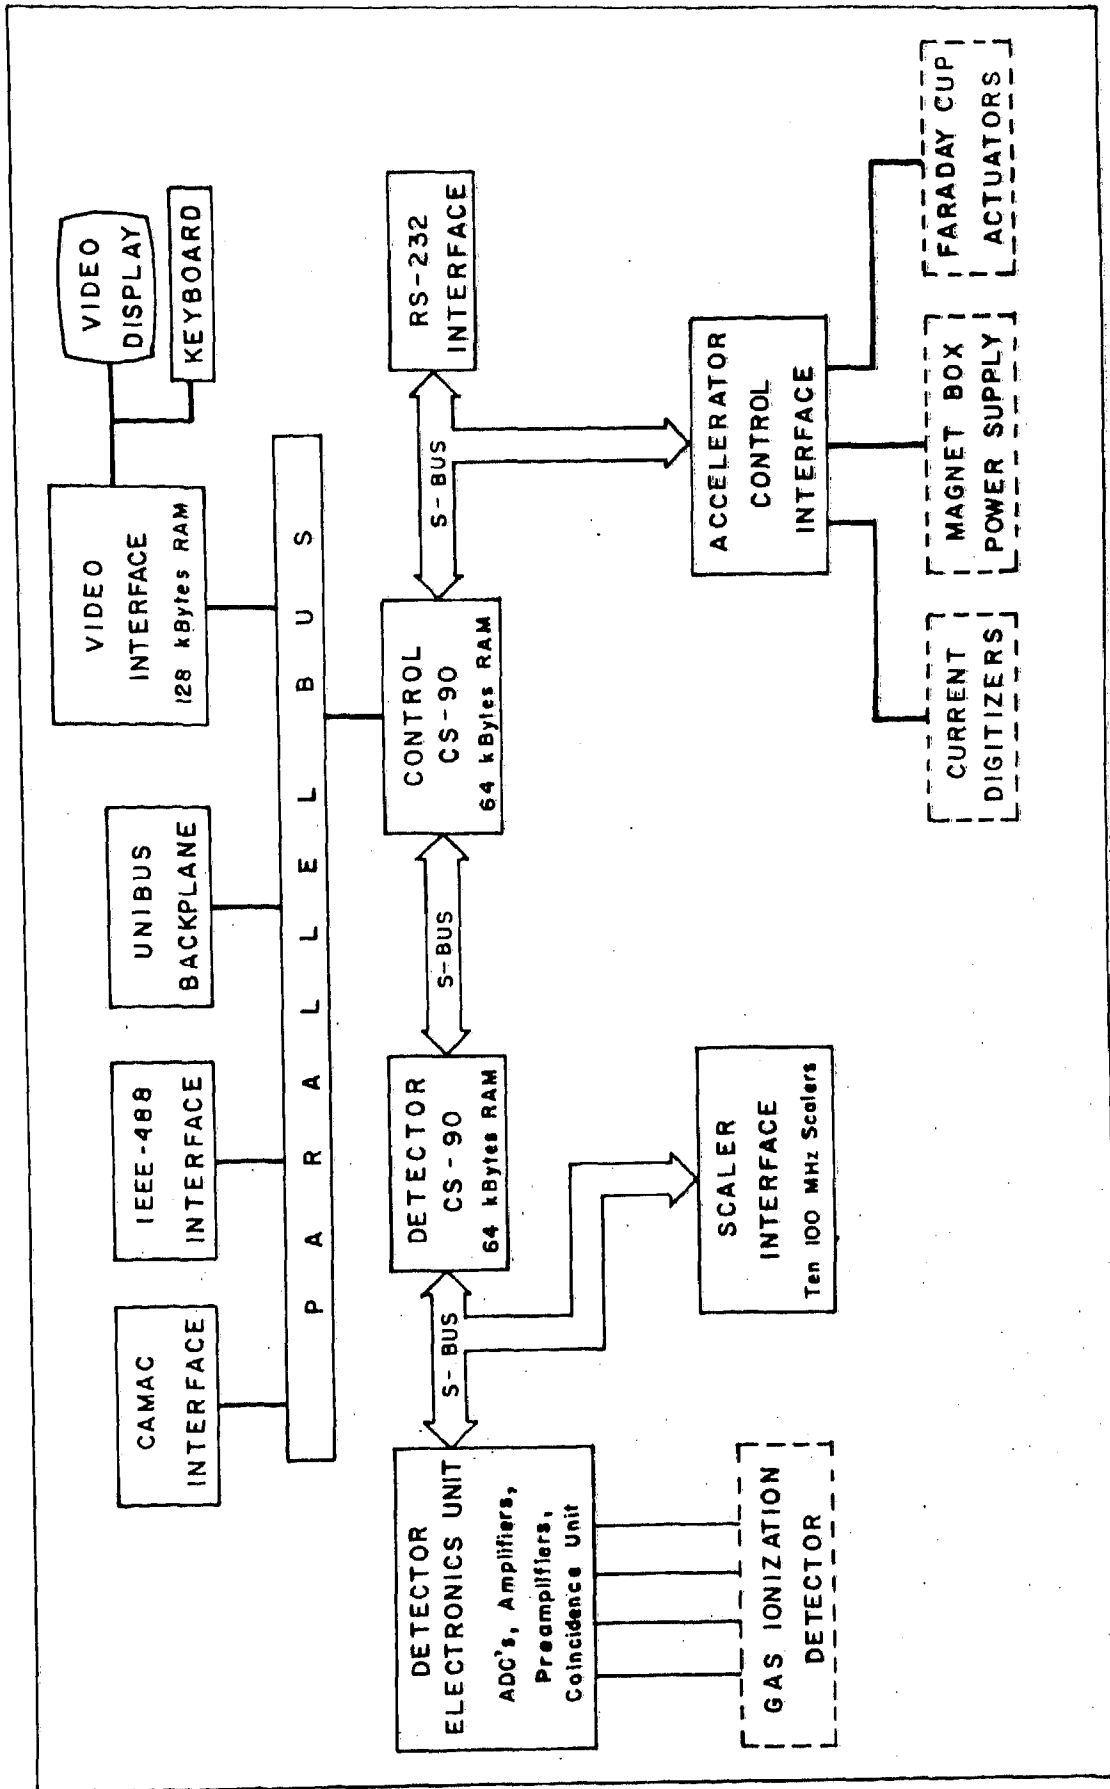 CAMAC
INTERFACE
IEEE-488
INTERFACE
UNIBUS
BACKPLANE
VIDEO
INTERFACE
128 kBytes RAM
VIDEO
DISPLAY
KEYBOARD
PARALLEL BUS
DETECTOR
ELECTRONICS UNIT
ADC's, Amplifiers,
Preamplifiers,
Coincidence Unit
S-BUS
DETECTOR
CS-90
64 kBytes RAM
S-BUS
CONTROL
CS-90
64 kBytes RAM
S-BUS
RS-232
INTERFACE
SCALER
INTERFACE
Ten 100 MHz Scalers
ACCELERATOR
CONTROL
INTERFACE
GAS IONIZATION
DETECTOR
CURRENT
DIGITIZERS
MAGNET BOX
POWER SUPPLY
FARADAY CUP
ACTUATORS